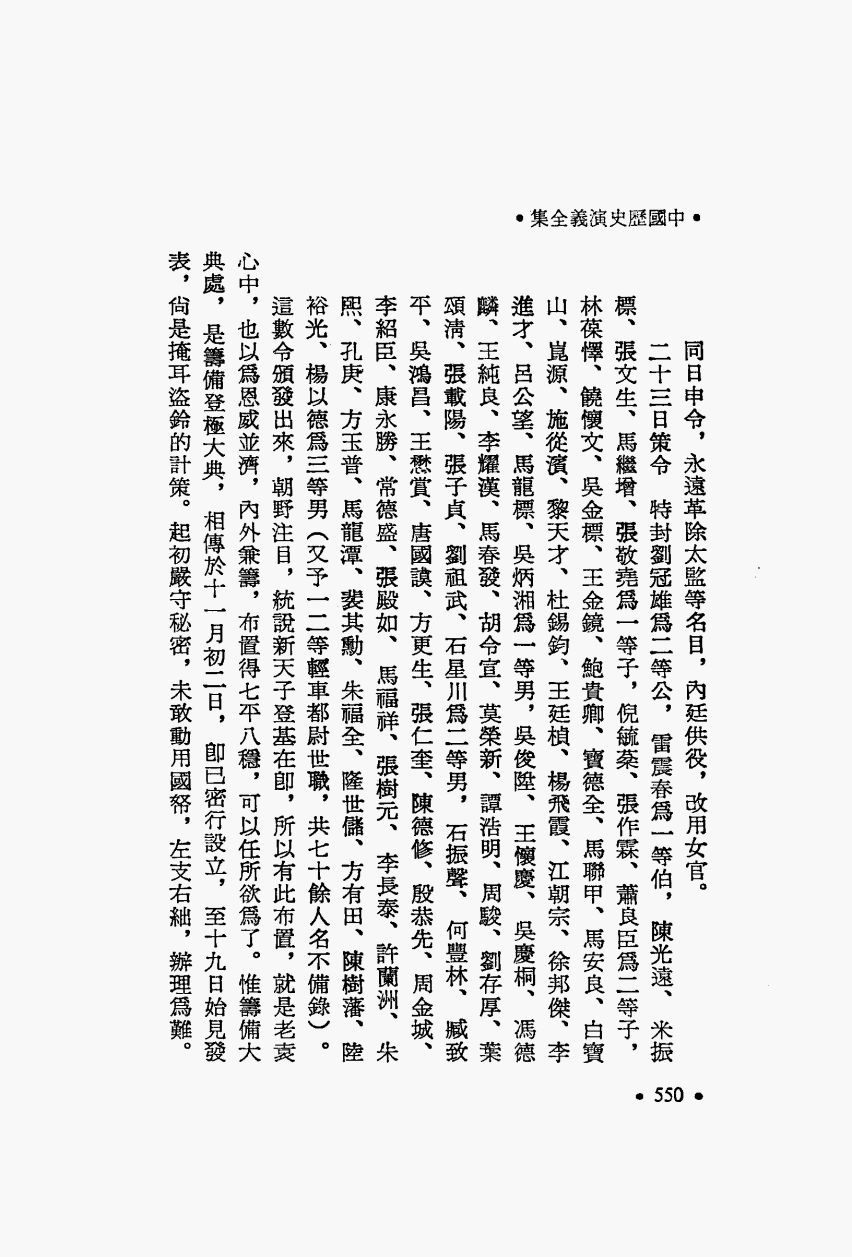 •中國歷史演義全集•
同日申令，永遠革除太監等名目，內廷供役，改用女官。
二十三日策令　特封劉冠雄爲二等公，雷震春爲一等伯，陳光遠、米振
標、張文生、馬繼增、張敬堯爲一等子，倪毓棻、張作霖、蕭良臣爲二等子，
林葆懌、饒懷文、吳金標、王金鏡、鮑貴卿、寶德全、馬聯甲、馬安良、白寶
山、崑源、施從濱、黎天才、杜錫鈞、王廷楨、楊飛霞、江朝宗、徐邦傑、李
進才、呂公望、馬龍標、吳炳湘爲一等男，吳俊陞、王懷慶、吳慶桐、馮德
麟、王純良、李耀漢、馬春發、胡令宣、莫榮新、譚浩明、周駿、劉存厚、葉
頌清、張載陽、張子貞、劉祖武、石星川爲二等男，石振聲、何豐林、臧致
平、吳鴻昌、王懋賞、唐國謨、方更生、張仁奎、陳德修、殷恭先、周金城、
李紹臣、康永勝、常德盛、張殿如、馬福祥、張樹元、李長泰、許蘭洲、朱
熙、孔庚、方玉普、馬龍潭、裴其勳、朱福全、隆世儲、方有田、陳樹藩、陸
裕光、楊以德爲三等男（又予一二等輕車都尉世職，共七十餘人名不備錄）。
這數令頒發出來，朝野注目，統說新天子登基在卽，所以有此布置，就是老袁
心中，也以爲恩威並濟，內外兼籌，布置得七平八穩，可以任所欲爲了。惟籌備大
典處，是籌備登極大典，相傳於十一月初二日，卽已密行設立，至十九日始見發
表，尙是掩耳盜鈴的計策。起初嚴守秘密，未敢動用國帑，左支右絀，辦理爲難。
•550•